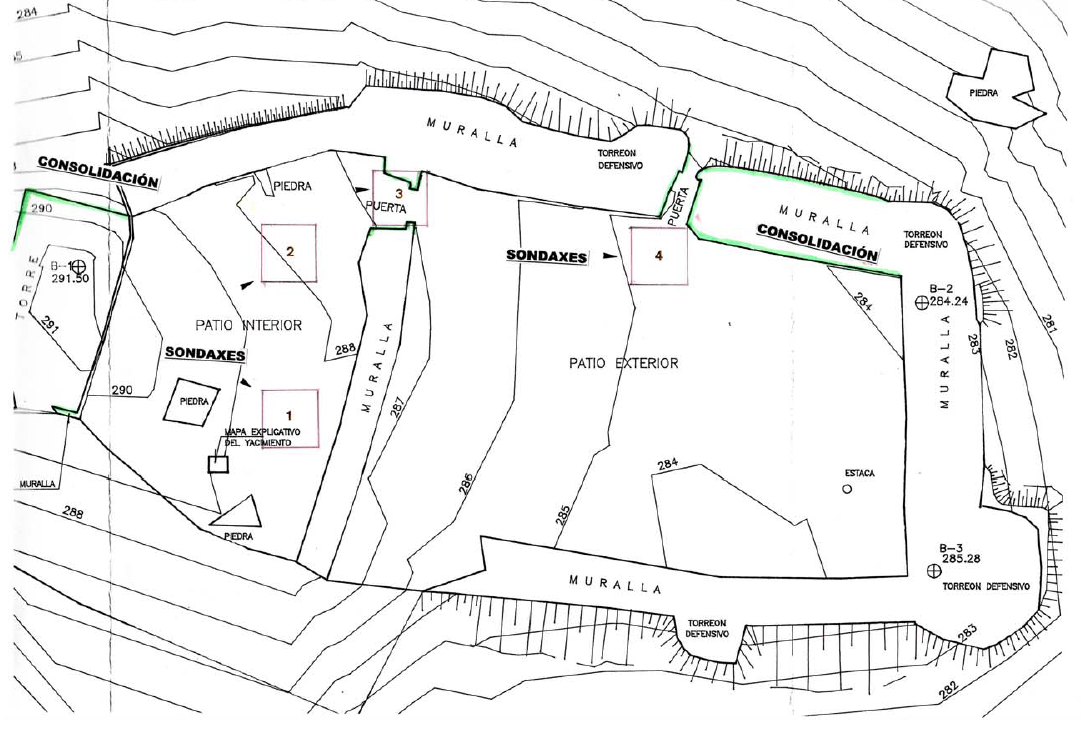 284
PIEDRA
MURALLA
TORREON
DEFENSIVO
CONSOLIDACIÓN
PIEDRA
3
PUERTA
PUERTA
290
MURALLA
CONSOLIDACIÓN
TORREON
DEFENSIVO
2
SONDAXES
4
B-1
291.50
TORRE
284
B-2
284.24
291
PATIO INTERIOR
281
282
283
MURALLA
288
SONDAXES
PATIO EXTERIOR
MURALLA
290
PIEDRA
287
1
MAPA EXPLICATIVO
DEL YACIMIENTO
284
ESTACA
286
MURALLA
288
285
PIEDRA
B-3
285.28
MURALLA
TORREON DEFENSIVO
TORREON
DEFENSIVO
283
282